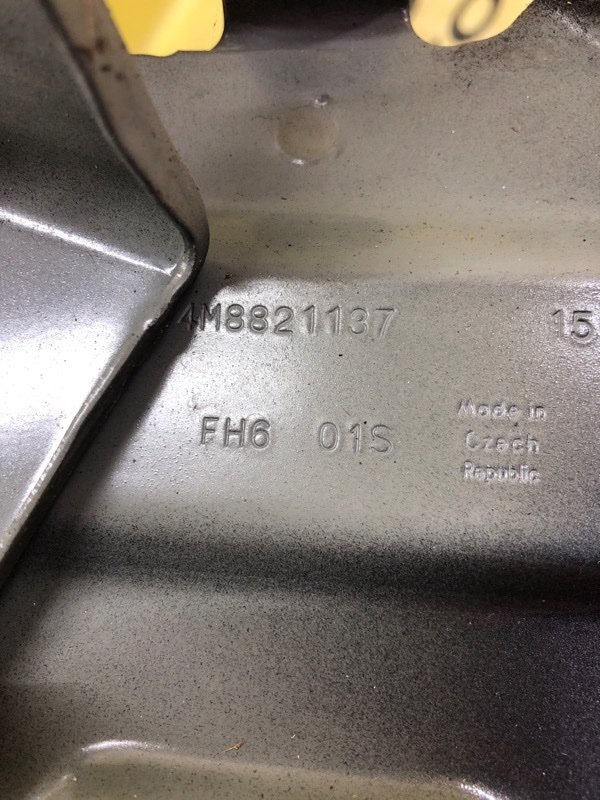 4M8821137 15
FH6 01S
Made in
Czech
Republic